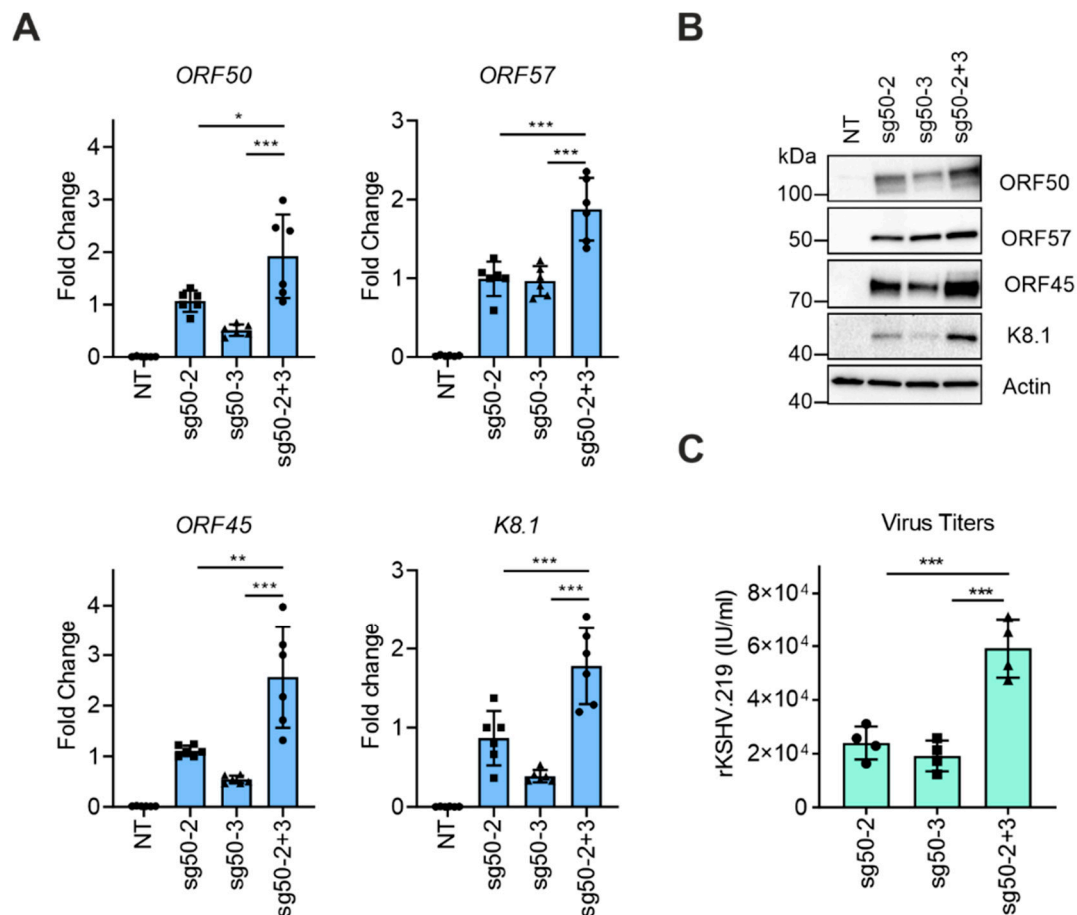 A
ORF50
Fold Change
4
3
2
1
0
*
***
NT
sg50-2
sg50-3
sg50-2+3
ORF57
Fold Change
3
2
1
0
***
***
NT
sg50-2
sg50-3
sg50-2+3
ORF45
Fold Change
4
3
2
1
0
**
***
NT
sg50-2
sg50-3
sg50-2+3
K8.1
Fold change
3
2
1
0
***
***
NT
sg50-2
sg50-3
sg50-2+3
B
NT
sg50-2
sg50-3
sg50-2+3
kDa
100
ORF50
50
ORF57
70
ORF45
40
K8.1
40
Actin
C
Virus Titers
rKSHV.219 (IU/ml)
8×10⁴
6×10⁴
4×10⁴
2×10⁴
0
***
***
sg50-2
sg50-3
sg50-2+3